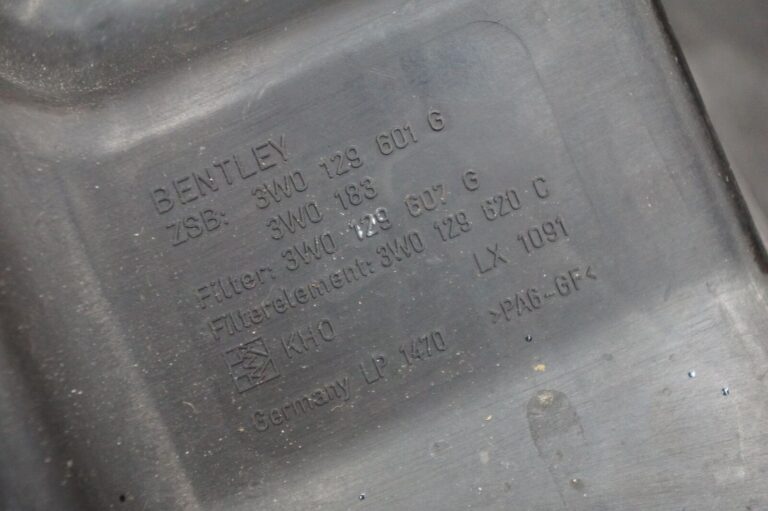 BENTLEY
ZSB: 3W0 129 601 G
3W0 183
Filter: 3W0 129 607 G
Filterelement: 3W0 129 620 C
LX 1091
KHO
>PA6-GF<
Germany LP 1470